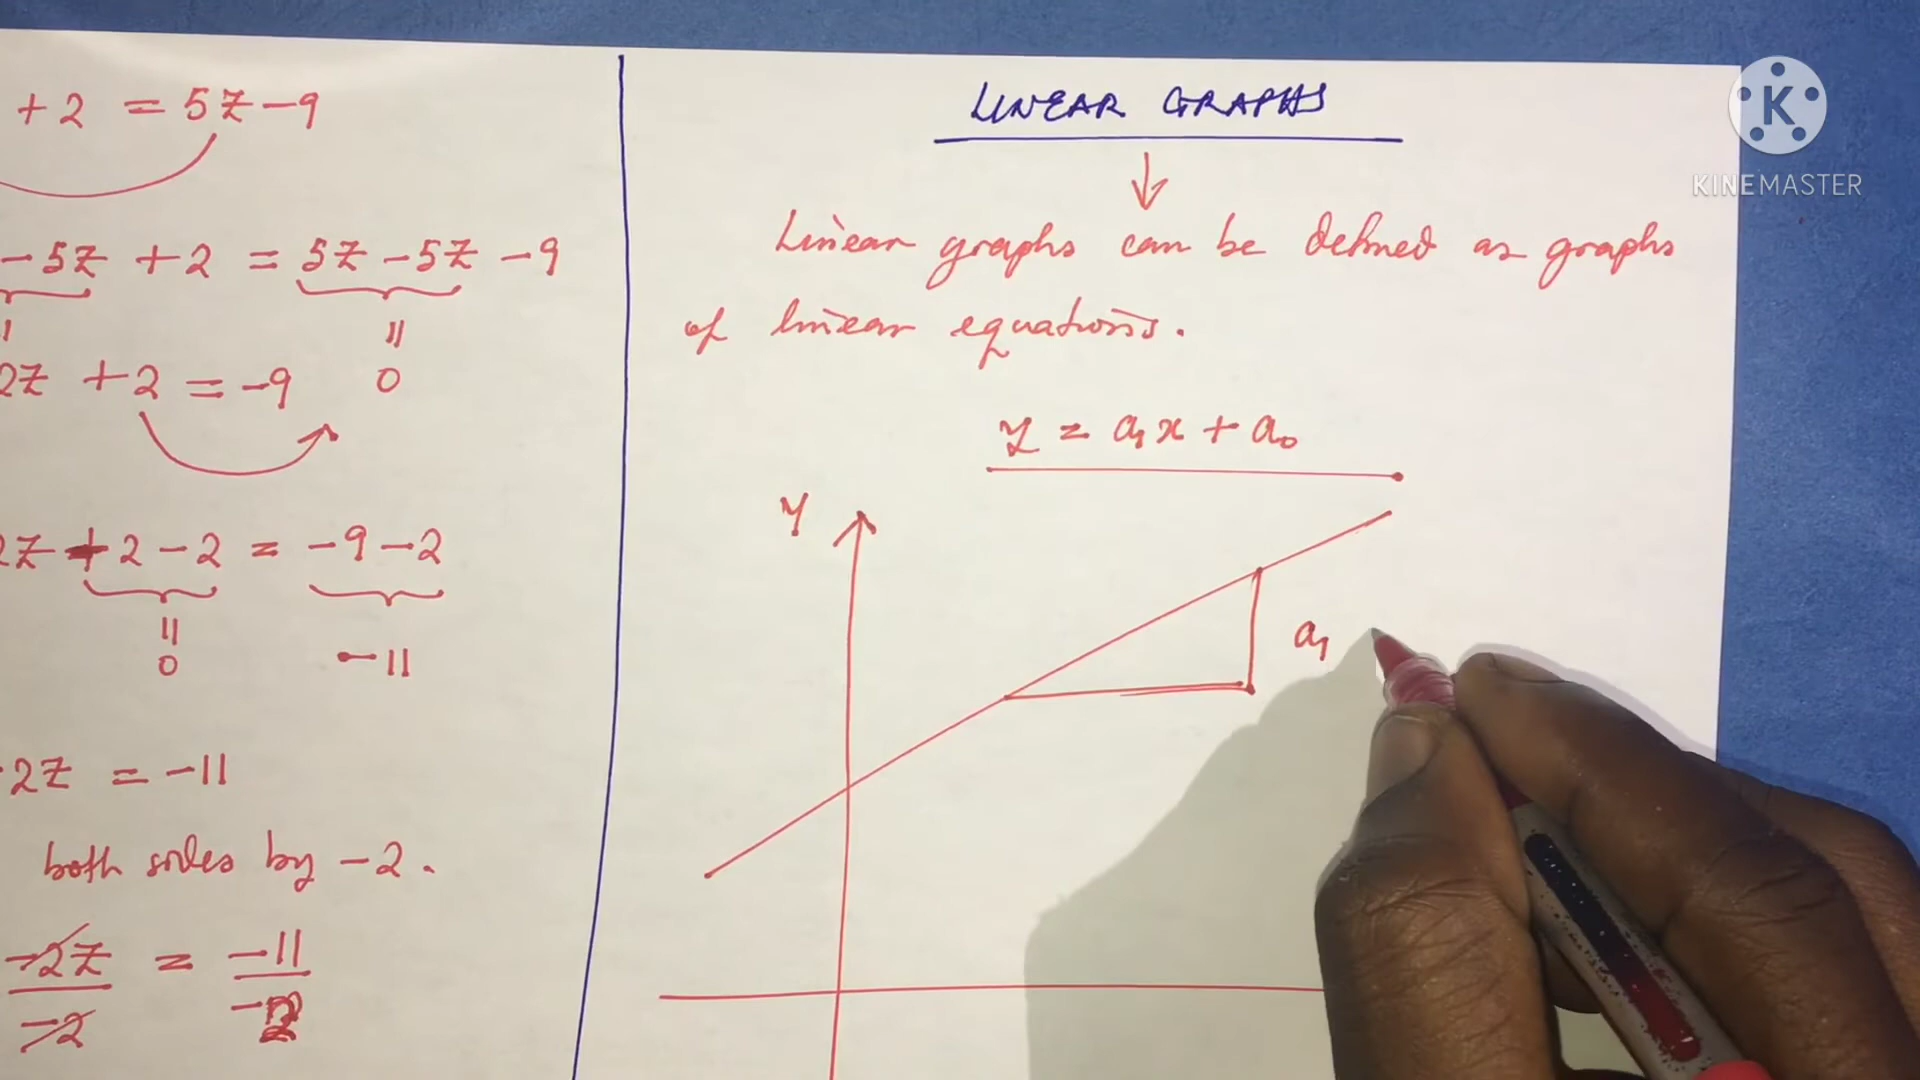 +2 = 5z-9
-5z +2 = 5z -5z -9
11
0
2z +2 = -9
2z +2-2 = -9-2
11
0
-11
-2z = -11
both sides by -2.
-2z = -11
-2 -2
LINEAR GRAPHS
Linear graphs can be defined as graphs
of linear equations.
y = a₁x + a₀
y
a₁
K
KINEMASTER